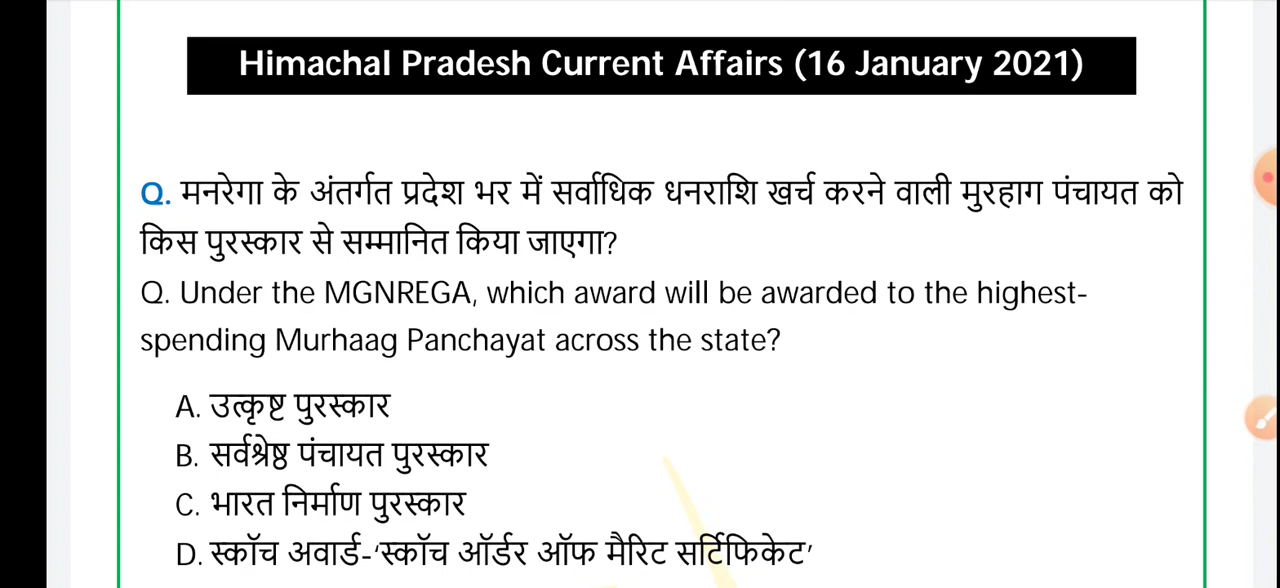 Himachal Pradesh Current Affairs (16 January 2021)
Q. मनरेगा के अंतर्गत प्रदेश भर में सर्वाधिक धनराशि खर्च करने वाली मुरहाग पंचायत को
किस पुरस्कार से सम्मानित किया जाएगा?
Q. Under the MGNREGA, which award will be awarded to the highest-
spending Murhaag Panchayat across the state?
A. उत्कृष्ट पुरस्कार
B. सर्वश्रेष्ठ पंचायत पुरस्कार
C. भारत निर्माण पुरस्कार
D. स्कॉच अवार्ड-‘स्कॉच ऑर्डर ऑफ मैरिट सर्टिफिकेट’